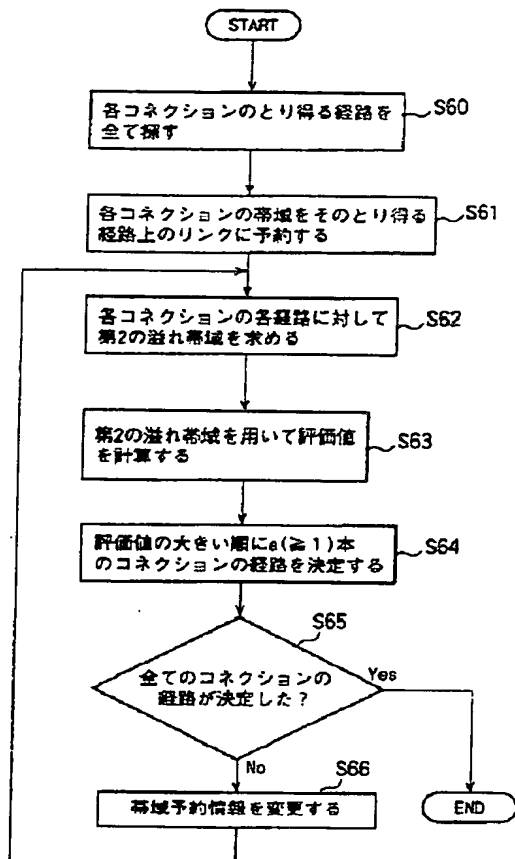 START
各コネクションのとり得る経路を
全て探す
S60
各コネクションの帯域をそのとり得る
経路上のリンクに予約する
S61
各コネクションの各経路に対して
第2の溢れ帯域を求める
S62
第2の溢れ帯域を用いて評価値
を計算する
S63
評価値の大きい順にe(≧1)本
のコネクションの経路を決定する
S64
S65
全てのコネクションの
経路が決定した?
Yes
No
S66
帯域予約情報を変更する
END